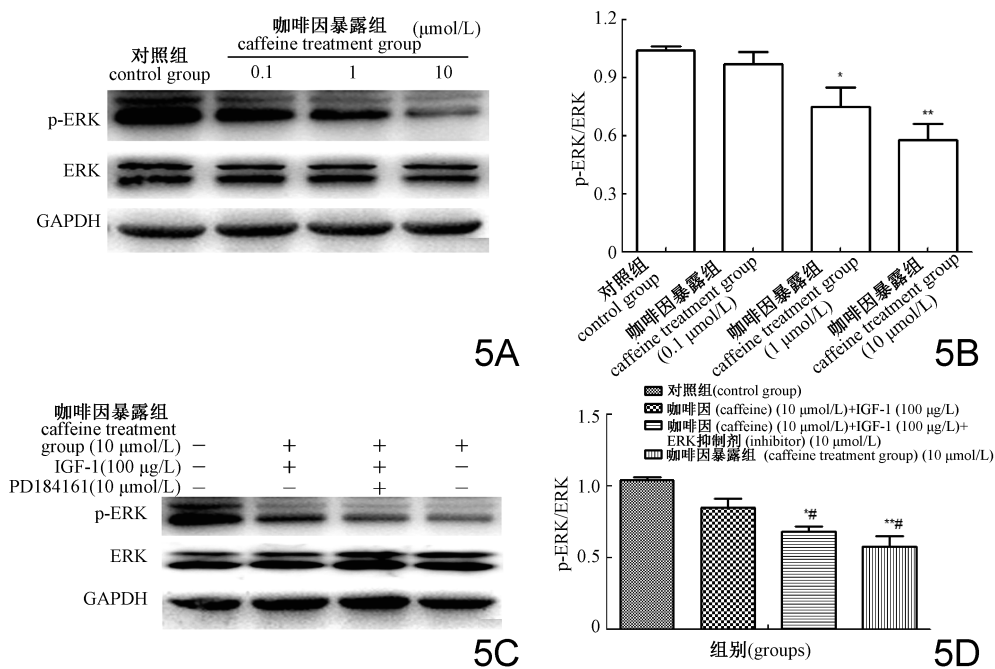 咖啡因暴露组 (μmol/L)
对照组 caffeine treatment group
control group 0.1 1 10
p-ERK
ERK
GAPDH
5A
p-ERK/ERK
1.2
0.9
0.6
0.3
0
*
**
对照组
control group
咖啡因暴露组
caffeine treatment group
(0.1 μmol/L)
咖啡因暴露组
caffeine treatment group
(1 μmol/L)
咖啡因暴露组
caffeine treatment group
(10 μmol/L)
5B
咖啡因暴露组
caffeine treatment
group (10 μmol/L) − + + +
IGF-1(100 μg/L) − + + −
PD184161(10 μmol/L) − − + −
p-ERK
ERK
GAPDH
5C
对照组(control group)
咖啡因 (caffeine) (10 μmol/L)+IGF-1 (100 μg/L)
咖啡因 (caffeine) (10 μmol/L)+IGF-1 (100 μg/L)+
ERK抑制剂 (inhibitor) (10 μmol/L)
咖啡因暴露组 (caffeine treatment group) (10 μmol/L)
p-ERK/ERK
1.5
1.0
0.5
0
*#
**#
组别(groups)
5D